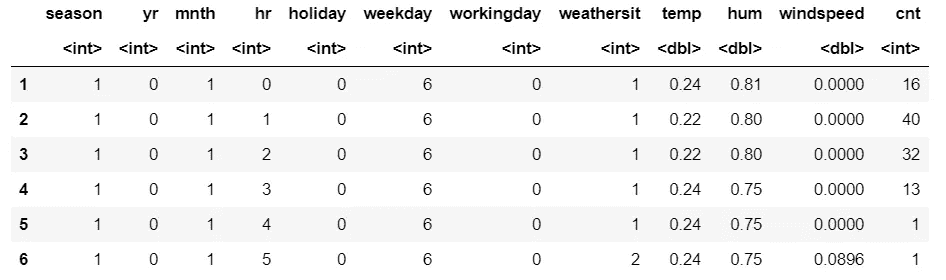 season yr mnth hr holiday weekday workingday weathersit temp hum windspeed cnt
<int> <int> <int> <int> <int> <int> <int> <int> <dbl> <dbl> <dbl> <int>
1 1 0 1 0 0 6 0 1 0.24 0.81 0.0000 16
2 1 0 1 1 0 6 0 1 0.22 0.80 0.0000 40
3 1 0 1 2 0 6 0 1 0.22 0.80 0.0000 32
4 1 0 1 3 0 6 0 1 0.24 0.75 0.0000 13
5 1 0 1 4 0 6 0 1 0.24 0.75 0.0000 1
6 1 0 1 5 0 6 0 2 0.24 0.75 0.0896 1